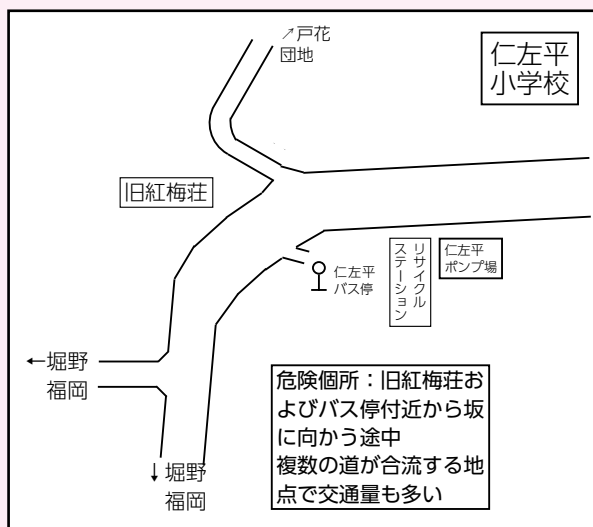 ↗戸花
団地
仁左平
小学校
旧紅梅荘
仁左平
バス停
リサイクル
ステーション
仁左平
ポンプ場
←堀野
福岡
危険個所：旧紅梅荘お
よびバス停付近から坂
に向かう途中
複数の道が合流する地
点で交通量も多い
↓堀野
福岡